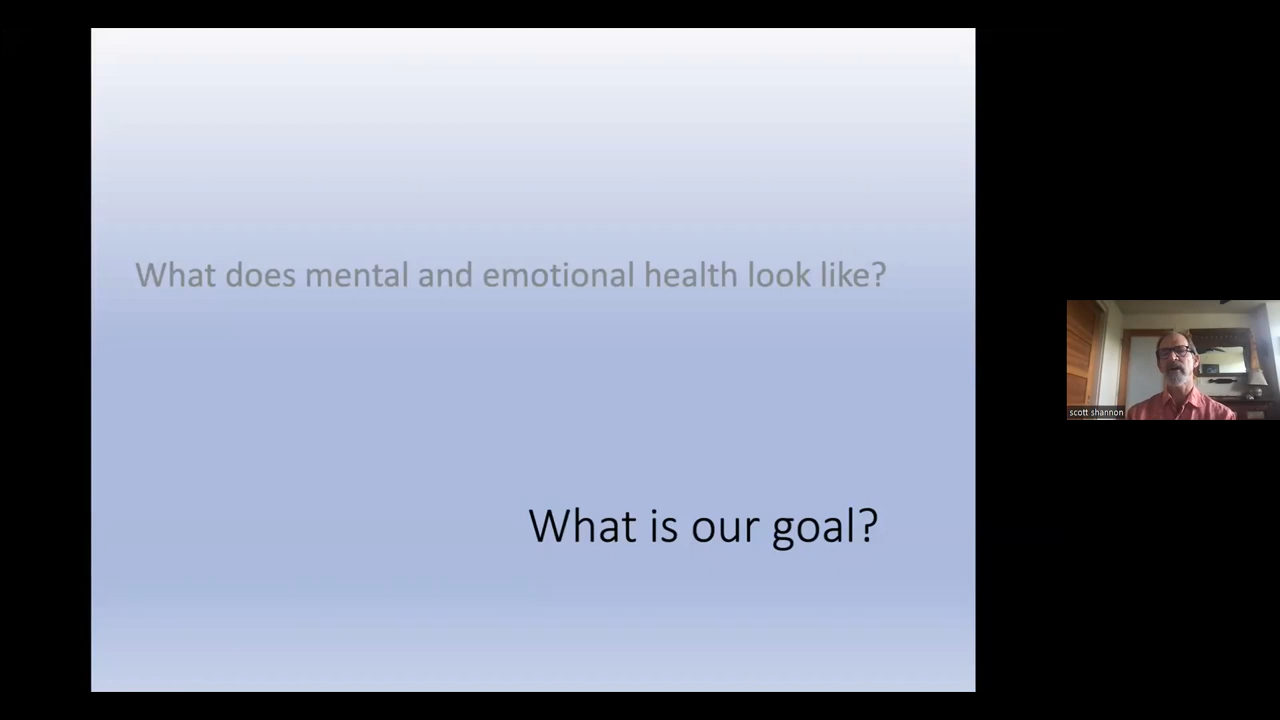 What does mental and emotional health look like?
scott shannon
What is our goal?